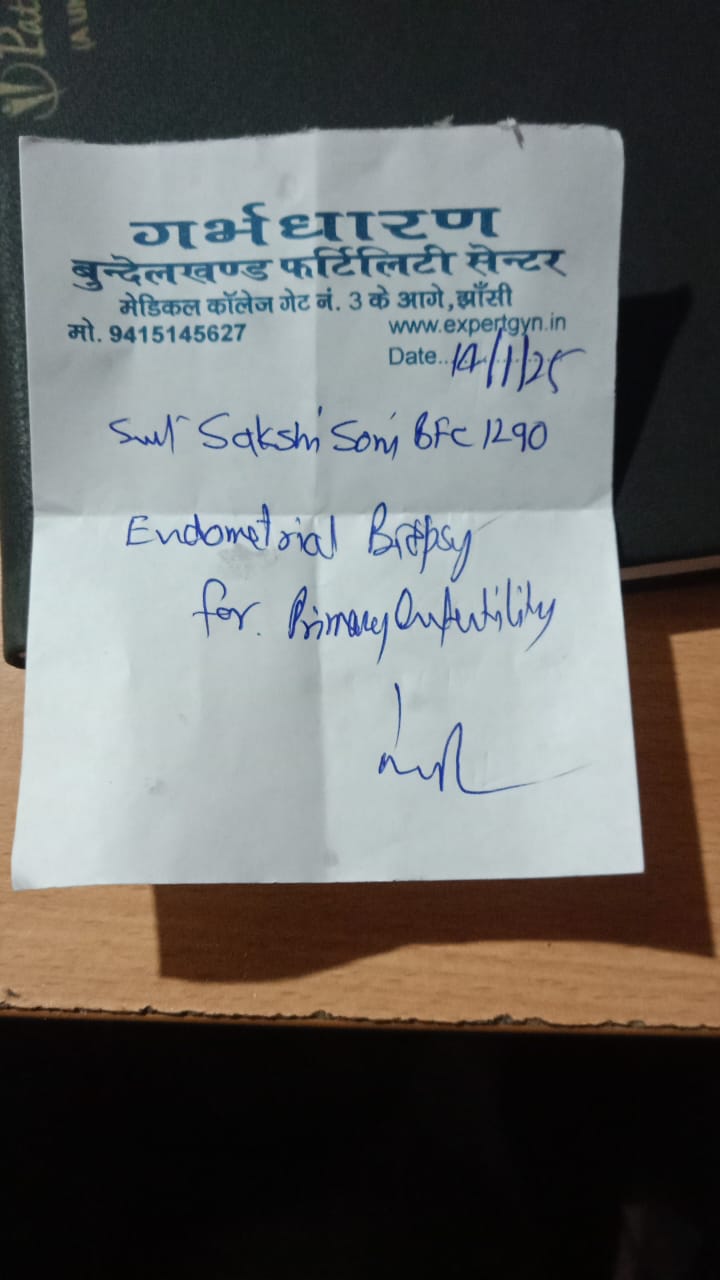 गर्भधारण
बुन्देलखण्ड फर्टिलिटी सेन्टर
मेडिकल कॉलेज गेट नं. 3 के आगे,झाँसी
मो. 9415145627 www.expertgyn.in
Date.. 14/1/25
Smt Sakshi Soni BFC 1290
Endometrial Biopsy
for. Primary Infertility